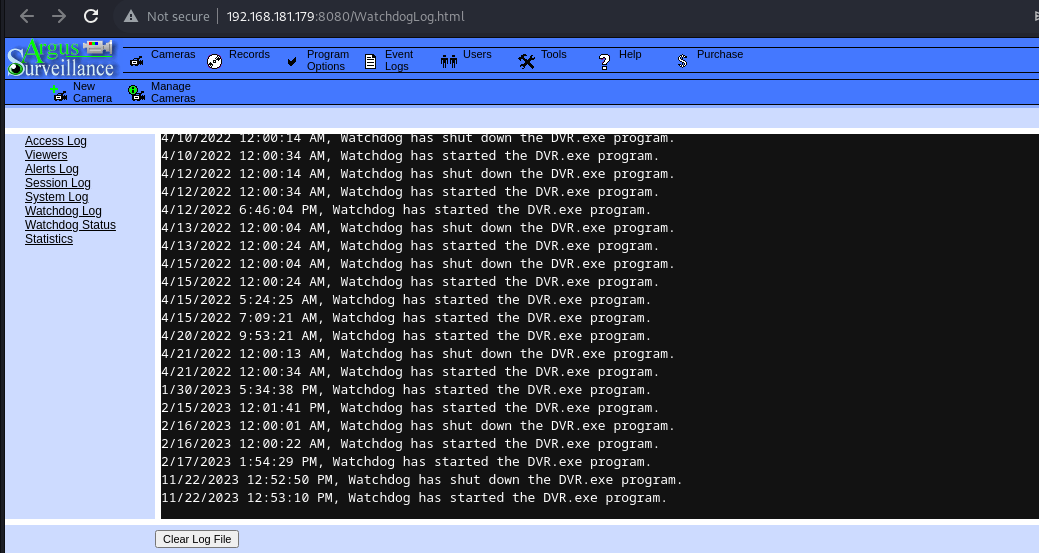 Not secure 192.168.181.179:8080/WatchdogLog.html
Argus
Surveillance
Cameras Records Program Options Event Logs Users Tools Help Purchase
New Camera Manage Cameras
Access Log
Viewers
Alerts Log
Session Log
System Log
Watchdog Log
Watchdog Status
Statistics
4/10/2022 12:00:14 AM, Watchdog has shut down the DVR.exe program.
4/10/2022 12:00:34 AM, Watchdog has started the DVR.exe program.
4/12/2022 12:00:14 AM, Watchdog has shut down the DVR.exe program.
4/12/2022 12:00:34 AM, Watchdog has started the DVR.exe program.
4/12/2022 6:46:04 PM, Watchdog has started the DVR.exe program.
4/13/2022 12:00:04 AM, Watchdog has shut down the DVR.exe program.
4/13/2022 12:00:24 AM, Watchdog has started the DVR.exe program.
4/15/2022 12:00:04 AM, Watchdog has shut down the DVR.exe program.
4/15/2022 12:00:24 AM, Watchdog has started the DVR.exe program.
4/15/2022 5:24:25 AM, Watchdog has started the DVR.exe program.
4/15/2022 7:09:21 AM, Watchdog has started the DVR.exe program.
4/20/2022 9:53:21 AM, Watchdog has started the DVR.exe program.
4/21/2022 12:00:13 AM, Watchdog has shut down the DVR.exe program.
4/21/2022 12:00:34 AM, Watchdog has started the DVR.exe program.
1/30/2023 5:34:38 PM, Watchdog has started the DVR.exe program.
2/15/2023 12:01:41 PM, Watchdog has started the DVR.exe program.
2/16/2023 12:00:01 AM, Watchdog has shut down the DVR.exe program.
2/16/2023 12:00:22 AM, Watchdog has started the DVR.exe program.
2/17/2023 1:54:29 PM, Watchdog has started the DVR.exe program.
11/22/2023 12:52:50 PM, Watchdog has shut down the DVR.exe program.
11/22/2023 12:53:10 PM, Watchdog has started the DVR.exe program.
Clear Log File